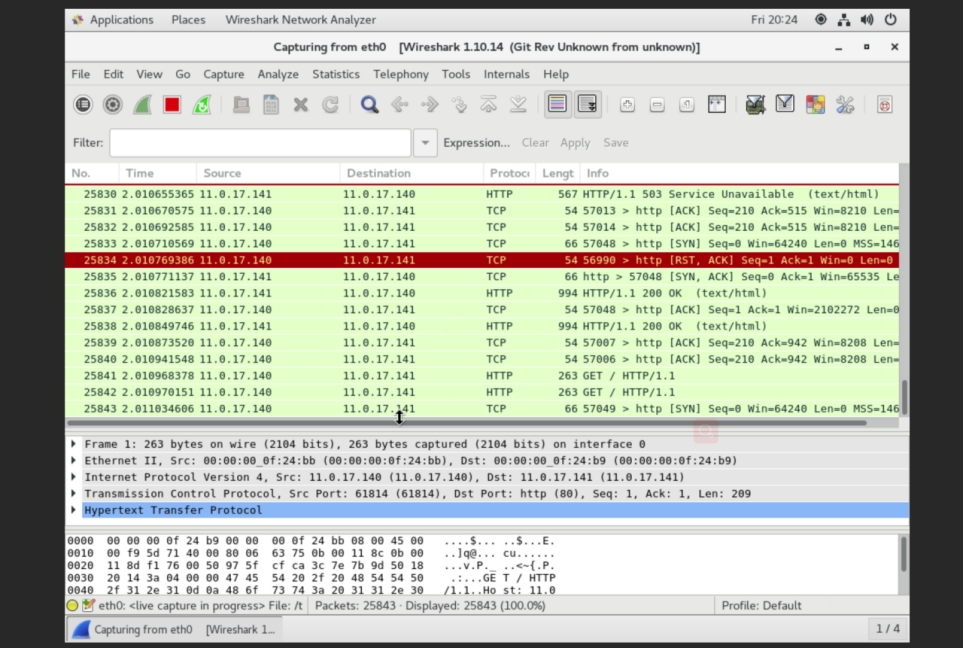 Applications Places Wireshark Network Analyzer Fri 20:24
Capturing from eth0 [Wireshark 1.10.14 (Git Rev Unknown from unknown)]
File Edit View Go Capture Analyze Statistics Telephony Tools Internals Help
Filter: Expression... Clear Apply Save
No. Time Source Destination Protoc Lengt Info
25830 2.010655365 11.0.17.141 11.0.17.140 HTTP 567 HTTP/1.1 503 Service Unavailable (text/html)
25831 2.010670575 11.0.17.140 11.0.17.141 TCP 54 57013 > http [ACK] Seq=210 Ack=515 Win=8210 Len=
25832 2.010692585 11.0.17.140 11.0.17.141 TCP 54 57014 > http [ACK] Seq=210 Ack=515 Win=8210 Len=
25833 2.010710569 11.0.17.140 11.0.17.141 TCP 66 57048 > http [SYN] Seq=0 Win=64240 Len=0 MSS=146
25834 2.010769386 11.0.17.140 11.0.17.141 TCP 54 56990 > http [RST, ACK] Seq=1 Ack=1 Win=0 Len=0
25835 2.010771137 11.0.17.141 11.0.17.140 TCP 66 http > 57048 [SYN, ACK] Seq=0 Ack=1 Win=65535 Le
25836 2.010821583 11.0.17.141 11.0.17.140 HTTP 994 HTTP/1.1 200 OK (text/html)
25837 2.010828637 11.0.17.140 11.0.17.141 TCP 54 57048 > http [ACK] Seq=1 Ack=1 Win=2102272 Len=0
25838 2.010849746 11.0.17.141 11.0.17.140 HTTP 994 HTTP/1.1 200 OK (text/html)
25839 2.010873520 11.0.17.140 11.0.17.141 TCP 54 57007 > http [ACK] Seq=210 Ack=942 Win=8208 Len=
25840 2.010941548 11.0.17.140 11.0.17.141 TCP 54 57006 > http [ACK] Seq=210 Ack=942 Win=8208 Len=
25841 2.010968378 11.0.17.140 11.0.17.141 HTTP 263 GET / HTTP/1.1
25842 2.010970151 11.0.17.140 11.0.17.141 HTTP 263 GET / HTTP/1.1
25843 2.011034606 11.0.17.140 11.0.17.141 TCP 66 57049 > http [SYN] Seq=0 Win=64240 Len=0 MSS=146
Frame 1: 263 bytes on wire (2104 bits), 263 bytes captured (2104 bits) on interface 0
Ethernet II, Src: 00:00:00_0f:24:bb (00:00:00:0f:24:bb), Dst: 00:00:00_0f:24:b9 (00:00:00:0f:24:b9)
Internet Protocol Version 4, Src: 11.0.17.140 (11.0.17.140), Dst: 11.0.17.141 (11.0.17.141)
Transmission Control Protocol, Src Port: 61814 (61814), Dst Port: http (80), Seq: 1, Ack: 1, Len: 209
Hypertext Transfer Protocol
0000 00 00 00 0f 24 b9 00 00 00 0f 24 bb 08 00 45 00 ....$... ..$...E.
0010 00 f9 5d 71 40 00 80 06 63 75 0b 00 11 8c 0b 00 ..]q@... cu......
0020 11 8d f1 76 00 50 97 5f cf ca 3c 7e 7b 9d 50 18 ...v.P._ ..<~{.P.
0030 20 14 3a 04 00 00 47 45 54 20 2f 20 48 54 54 50 .:...GE T / HTTP
0040 2f 31 2e 31 0d 0a 48 6f 73 74 3a 20 31 31 2e 30 /1.1..Ho st: 11.0
eth0: <live capture in progress> File: /t Packets: 25843 · Displayed: 25843 (100.0%) Profile: Default
Capturing from eth0 [Wireshark 1... 1 / 4